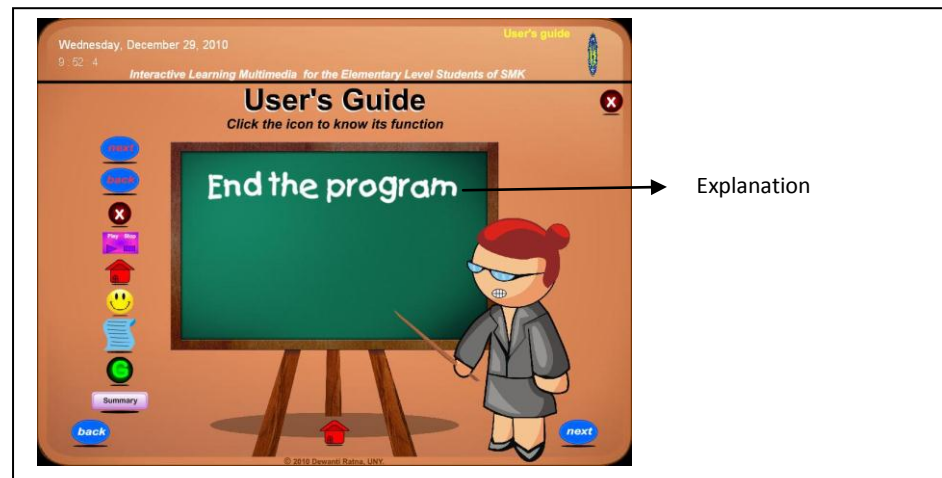 Wednesday, December 29, 2010
User's guide
9 : 52 : 4
Interactive Learning Multimedia for the Elementary Level Students of SMK
User's Guide
X
Click the icon to know its function
next
back
X
Play Stop
G
Summary
End the program
Explanation
back
next
© 2010 Dewanti Ratna, UNY.